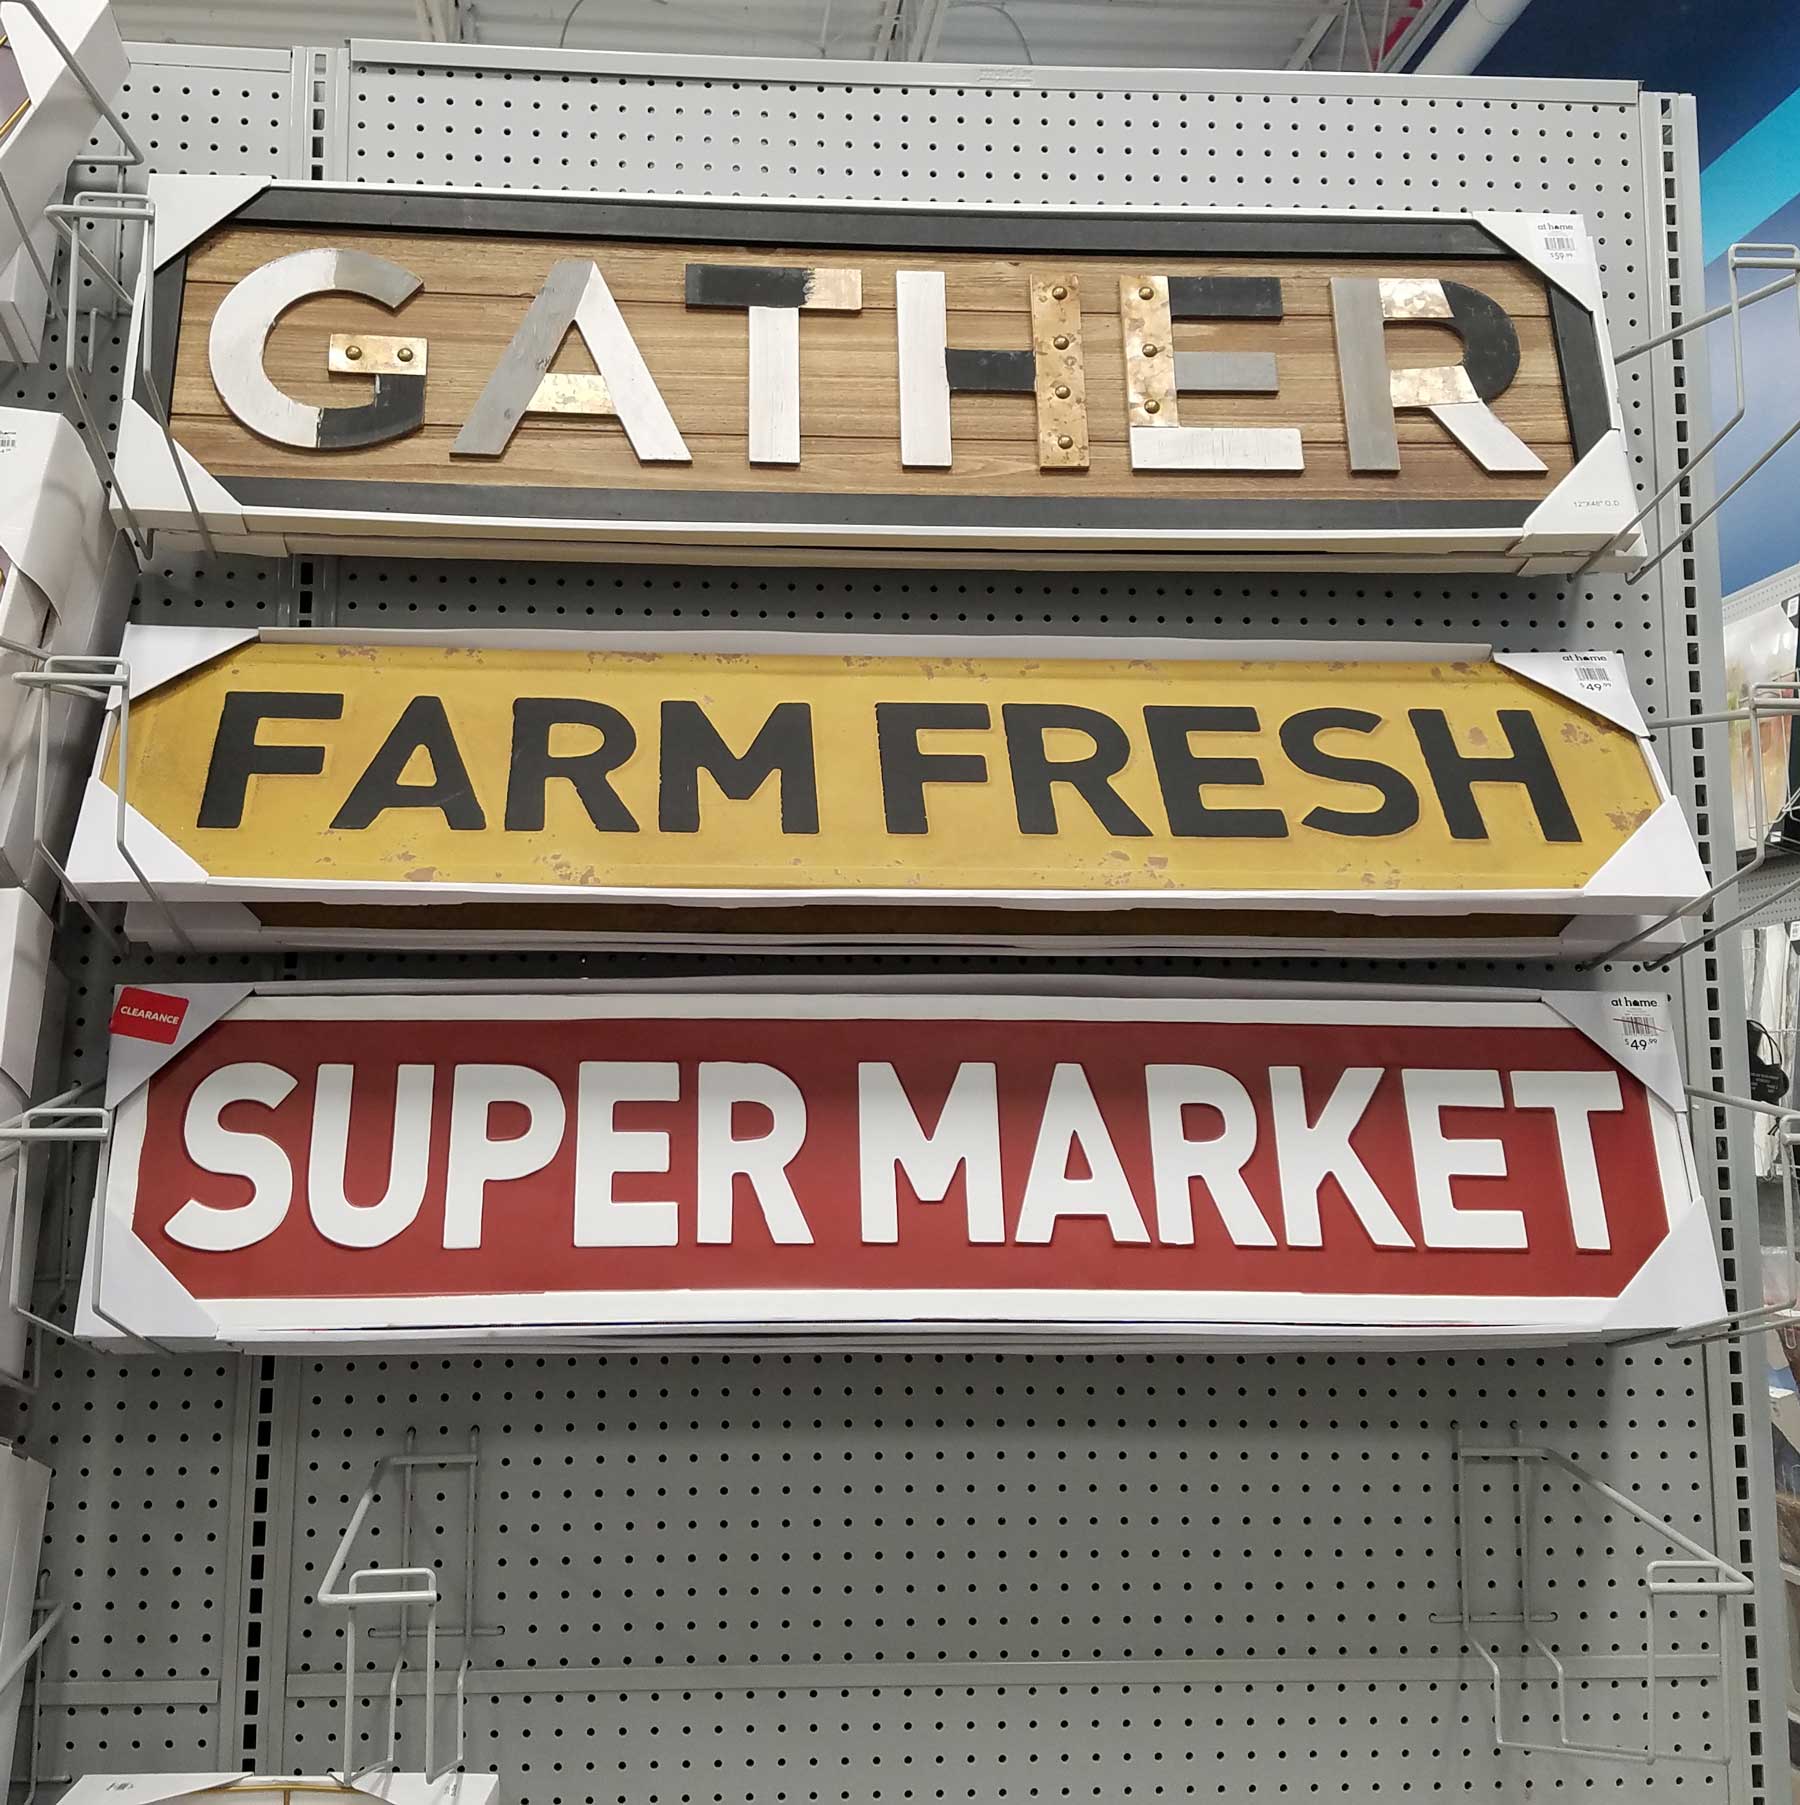 at home
$59.99
GATHER
12"X48" O.D
at home
$49.99
FARM FRESH
CLEARANCE
at home
$49.99
SUPER MARKET